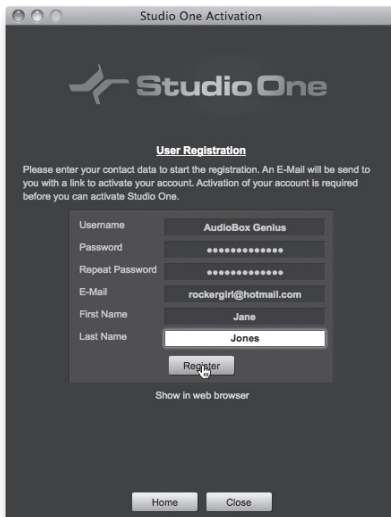 Studio One Activation
Studio One
User Registration
Please enter your contact data to start the registration. An E-Mail will be send to
you with a link to activate your account. Activation of your account is required
before you can activate Studio One.
Username AudioBox Genius
Password •••••••••••••
Repeat Password •••••••••••••
E-Mail rockergirl@hotmail.com
First Name Jane
Last Name Jones
Register
Show in web browser
Home Close